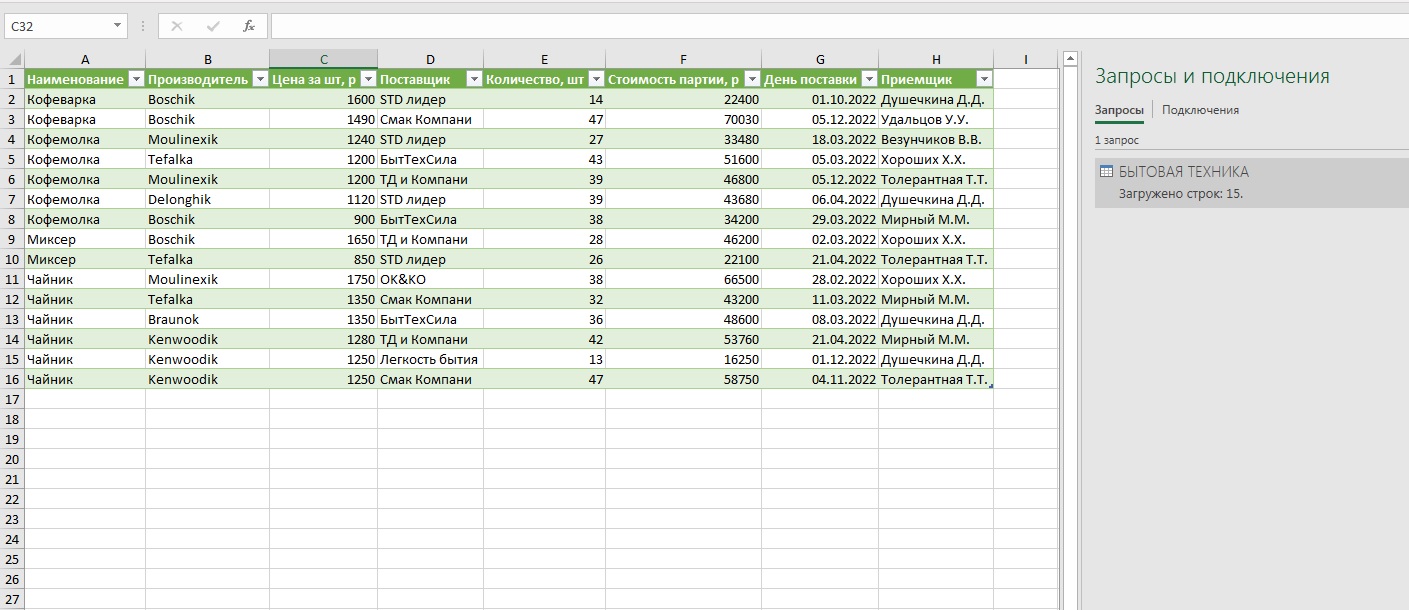 C32
fx
A B C D E F G H I
1 Наименование Производитель Цена за шт, р Поставщик Количество, шт Стоимость партии, р День поставки Приемщик
2 Кофеварка Boschik 1600 STD лидер 14 22400 01.10.2022 Душечкина Д.Д.
3 Кофеварка Boschik 1490 Смак Компани 47 70030 05.12.2022 Удальцов У.У.
4 Кофемолка Moulinexik 1240 STD лидер 27 33480 18.03.2022 Везунчиков В.В.
5 Кофемолка Tefalka 1200 БытТехСила 43 51600 05.03.2022 Хороших Х.Х.
6 Кофемолка Moulinexik 1200 ТД и Компани 39 46800 05.12.2022 Толерантная Т.Т.
7 Кофемолка Delonghik 1120 STD лидер 39 43680 06.04.2022 Душечкина Д.Д.
8 Кофемолка Boschik 900 БытТехСила 38 34200 29.03.2022 Мирный М.М.
9 Миксер Boschik 1650 ТД и Компани 28 46200 02.03.2022 Хороших Х.Х.
10 Миксер Tefalka 850 STD лидер 26 22100 21.04.2022 Толерантная Т.Т.
11 Чайник Moulinexik 1750 OK&KO 38 66500 28.02.2022 Хороших Х.Х.
12 Чайник Tefalka 1350 Смак Компани 32 43200 11.03.2022 Мирный М.М.
13 Чайник Braunok 1350 БытТехСила 36 48600 08.03.2022 Душечкина Д.Д.
14 Чайник Kenwoodik 1280 ТД и Компани 42 53760 21.04.2022 Мирный М.М.
15 Чайник Kenwoodik 1250 Легкость бытия 13 16250 01.12.2022 Душечкина Д.Д.
16 Чайник Kenwoodik 1250 Смак Компани 47 58750 04.11.2022 Толерантная Т.Т.
17
18
19
20
21
22
23
24
25
26
27
Запросы и подключения
Запросы Подключения
1 запрос
БЫТОВАЯ ТЕХНИКА
Загружено строк: 15.